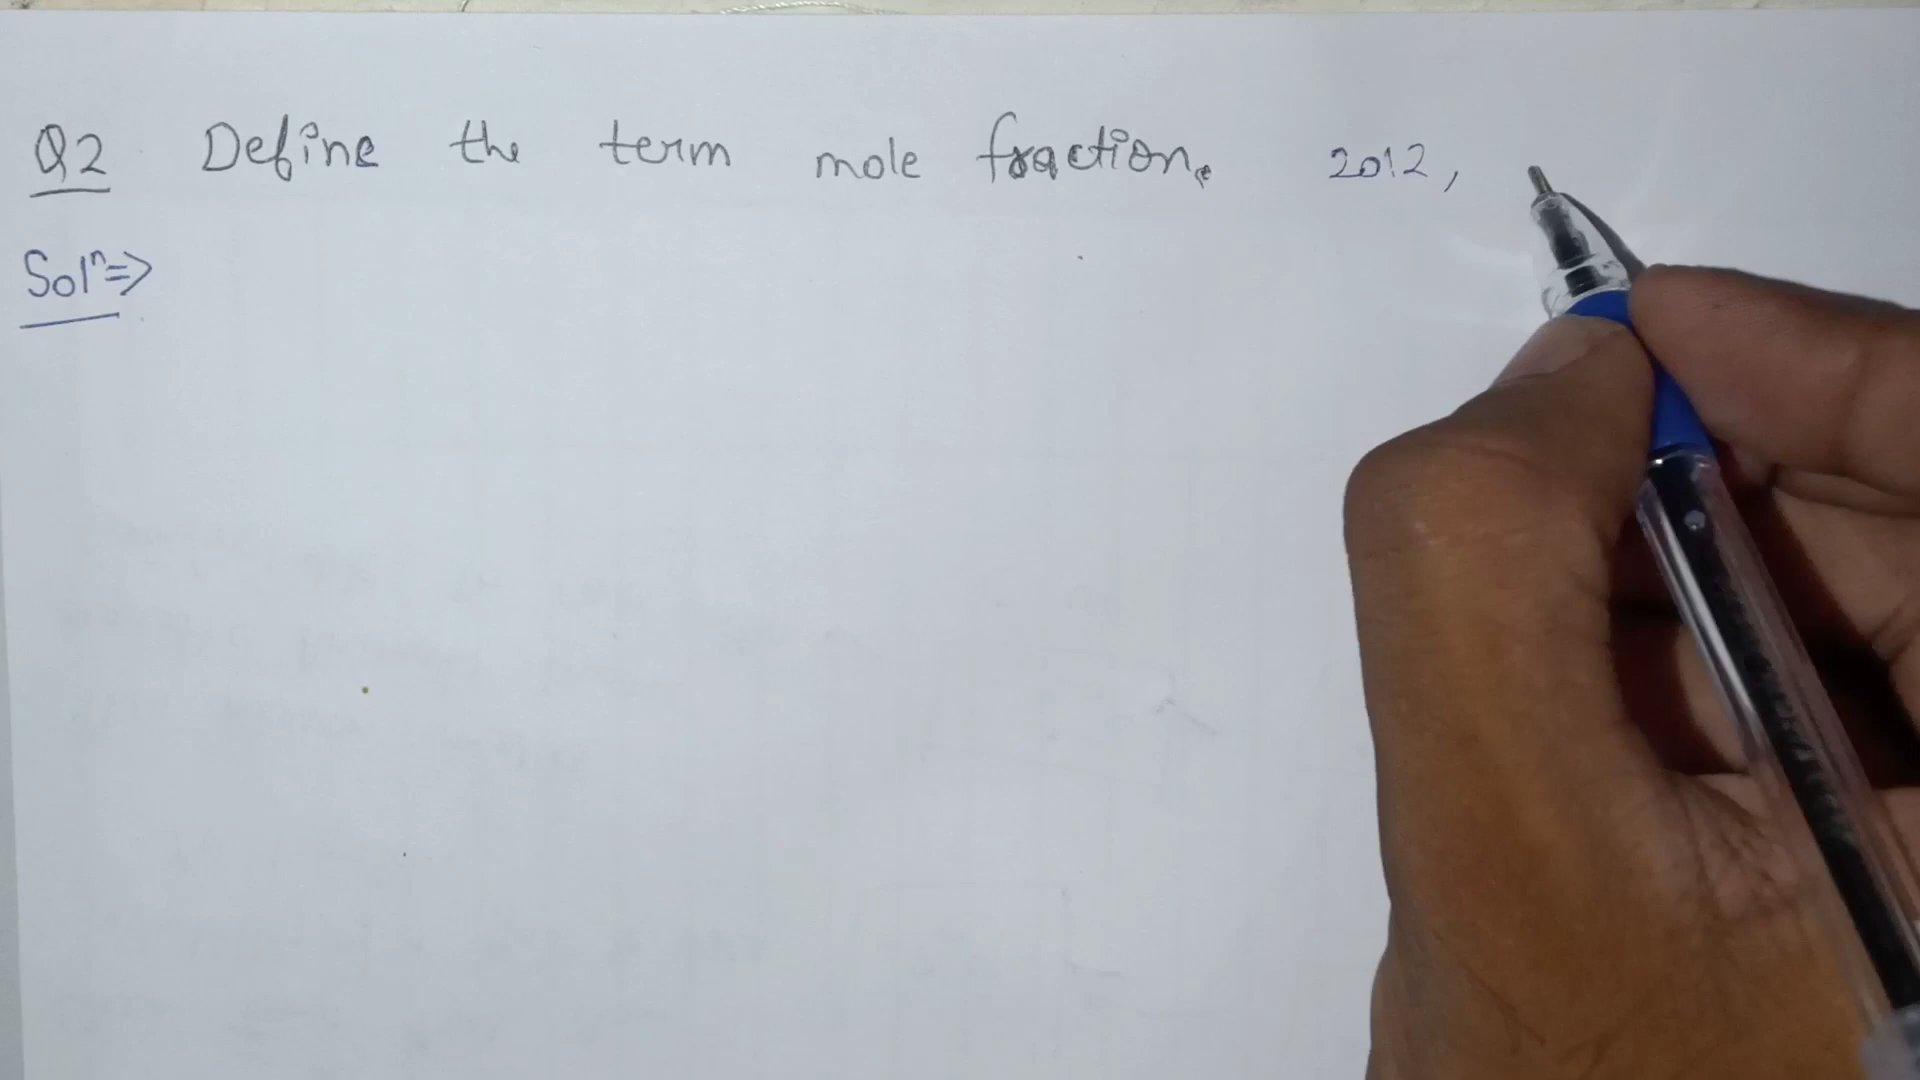 Q2 Define the term mole fraction. 2012,
Solⁿ=>